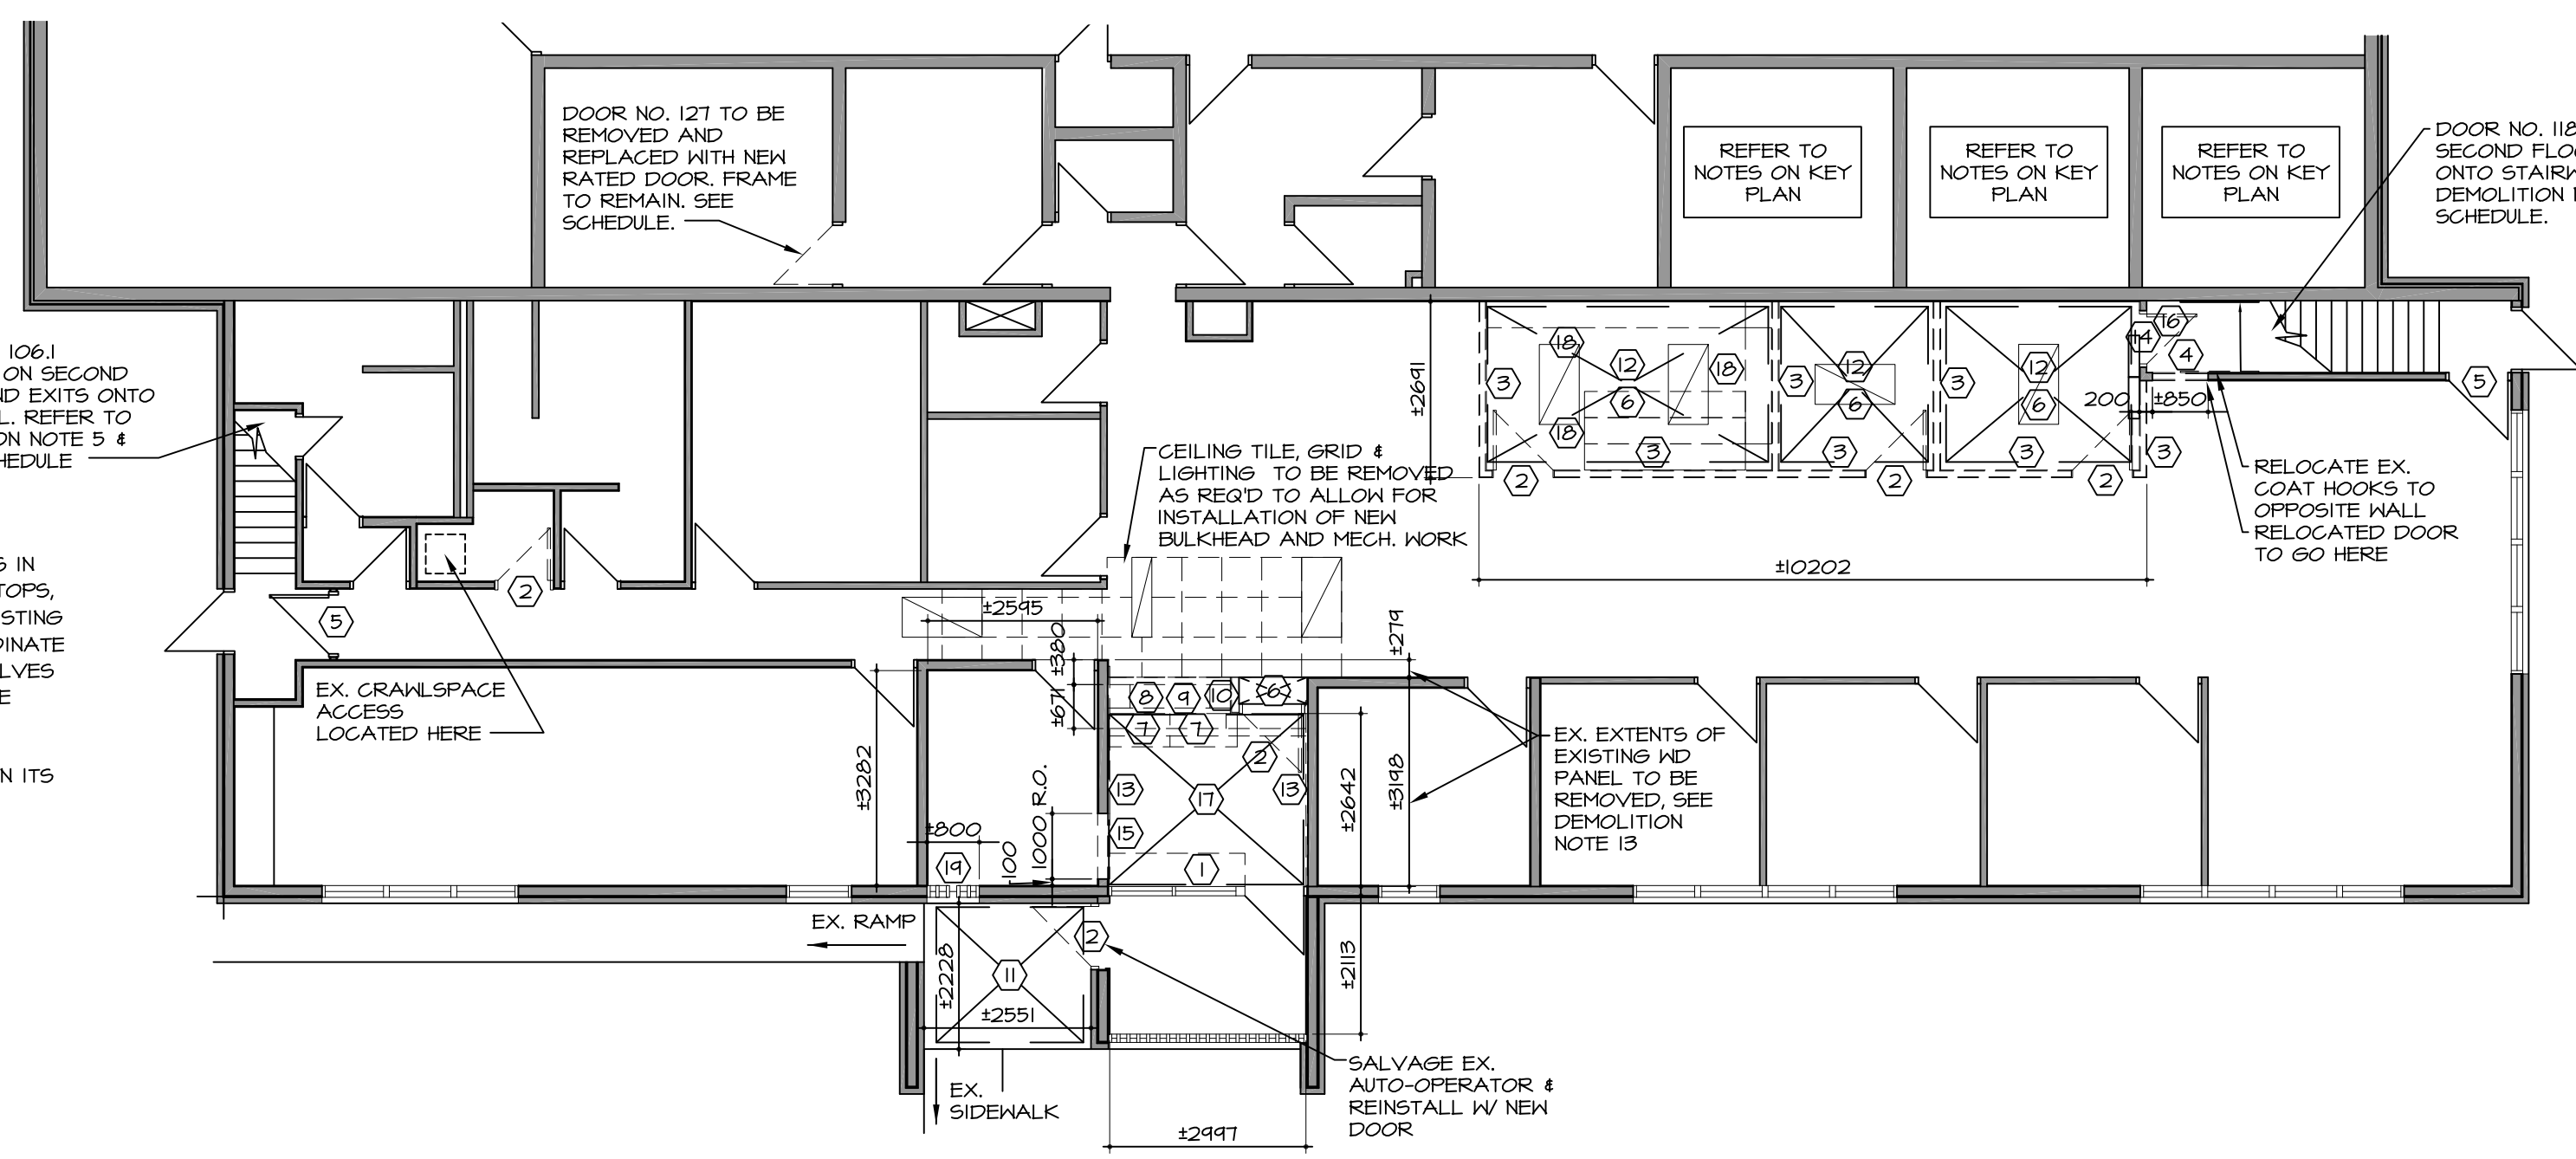 DOOR NO. 127 TO BE
REMOVED AND
REPLACED WITH NEW
RATED DOOR. FRAME
TO REMAIN. SEE
SCHEDULE.
REFER TO
NOTES ON KEY
PLAN
REFER TO
NOTES ON KEY
PLAN
REFER TO
NOTES ON KEY
PLAN
DOOR NO. 118
SECOND FLO
ONTO STAIRW
DEMOLITION
SCHEDULE.
106.1
ON SECOND
ND EXITS ONTO
L. REFER TO
ON NOTE 5 &
HEDULE
S IN
TOPS,
STING
DINATE
LVES
E
N ITS
CEILING TILE, GRID &
LIGHTING TO BE REMOVED
AS REQ'D TO ALLOW FOR
INSTALLATION OF NEW
BULKHEAD AND MECH. WORK
±2691
3
18
12
18
6
18
3
2
3
12
6
3
2
3
12
6
3
2
14
16
4
200
±850
3
5
RELOCATE EX.
COAT HOOKS TO
OPPOSITE WALL
RELOCATED DOOR
TO GO HERE
±10202
2
5
±2595
±380
±671
±279
EX. CRAWLSPACE
ACCESS
LOCATED HERE
8
9
10
6
7
7
2
13
17
13
15
1
±3282
±800
19
100
1000 R.O.
±2642
±3198
EX. EXTENTS OF
EXISTING WD
PANEL TO BE
REMOVED, SEE
DEMOLITION
NOTE 13
EX. RAMP
2
11
±2228
±2551
±2113
EX.
SIDEWALK
SALVAGE EX.
AUTO-OPERATOR &
REINSTALL W/ NEW
DOOR
±2997